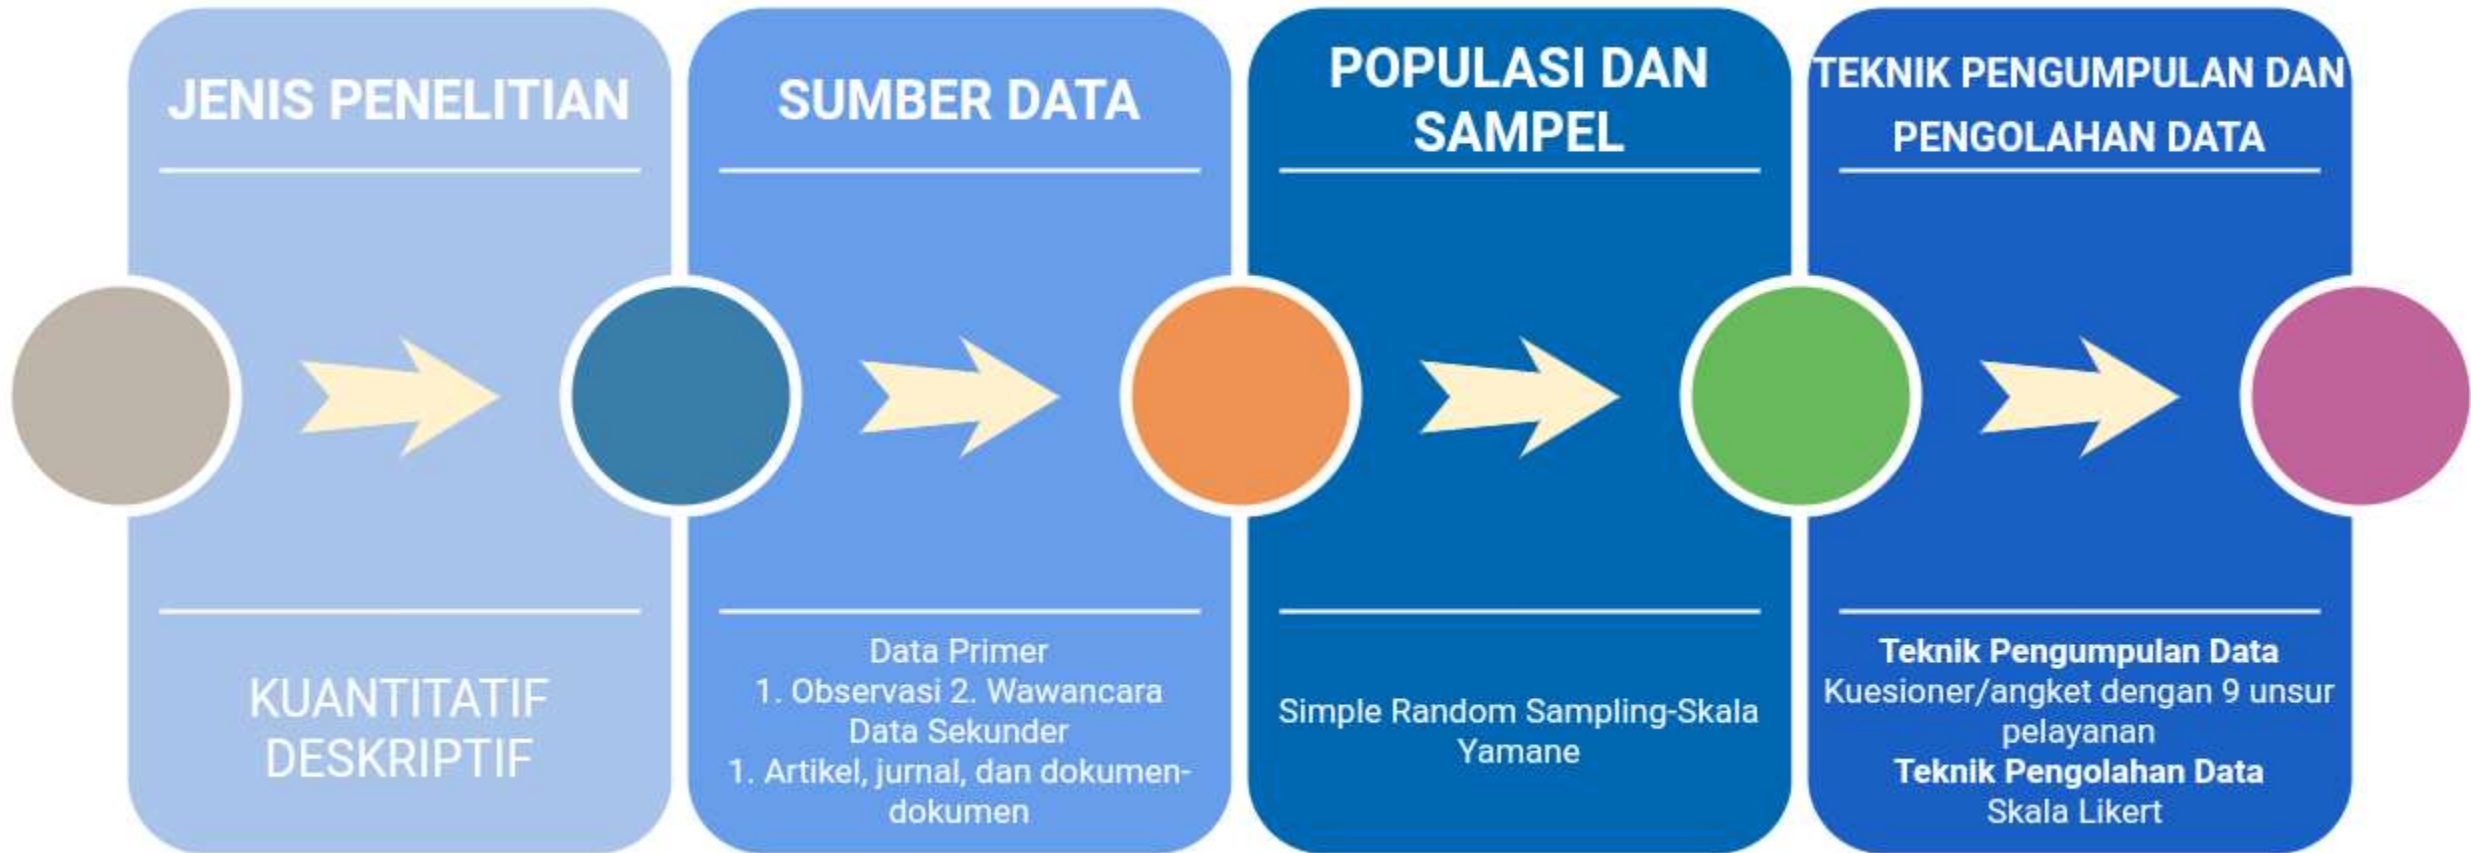 JENIS PENELITIAN
KUANTITATIF
DESKRIPTIF
SUMBER DATA
Data Primer
1. Observasi 2. Wawancara
Data Sekunder
1. Artikel, jurnal, dan dokumen-
dokumen
POPULASI DAN
SAMPEL
Simple Random Sampling-Skala
Yamane
TEKNIK PENGUMPULAN DAN
PENGOLAHAN DATA
Teknik Pengumpulan Data
Kuesioner/angket dengan 9 unsur
pelayanan
Teknik Pengolahan Data
Skala Likert